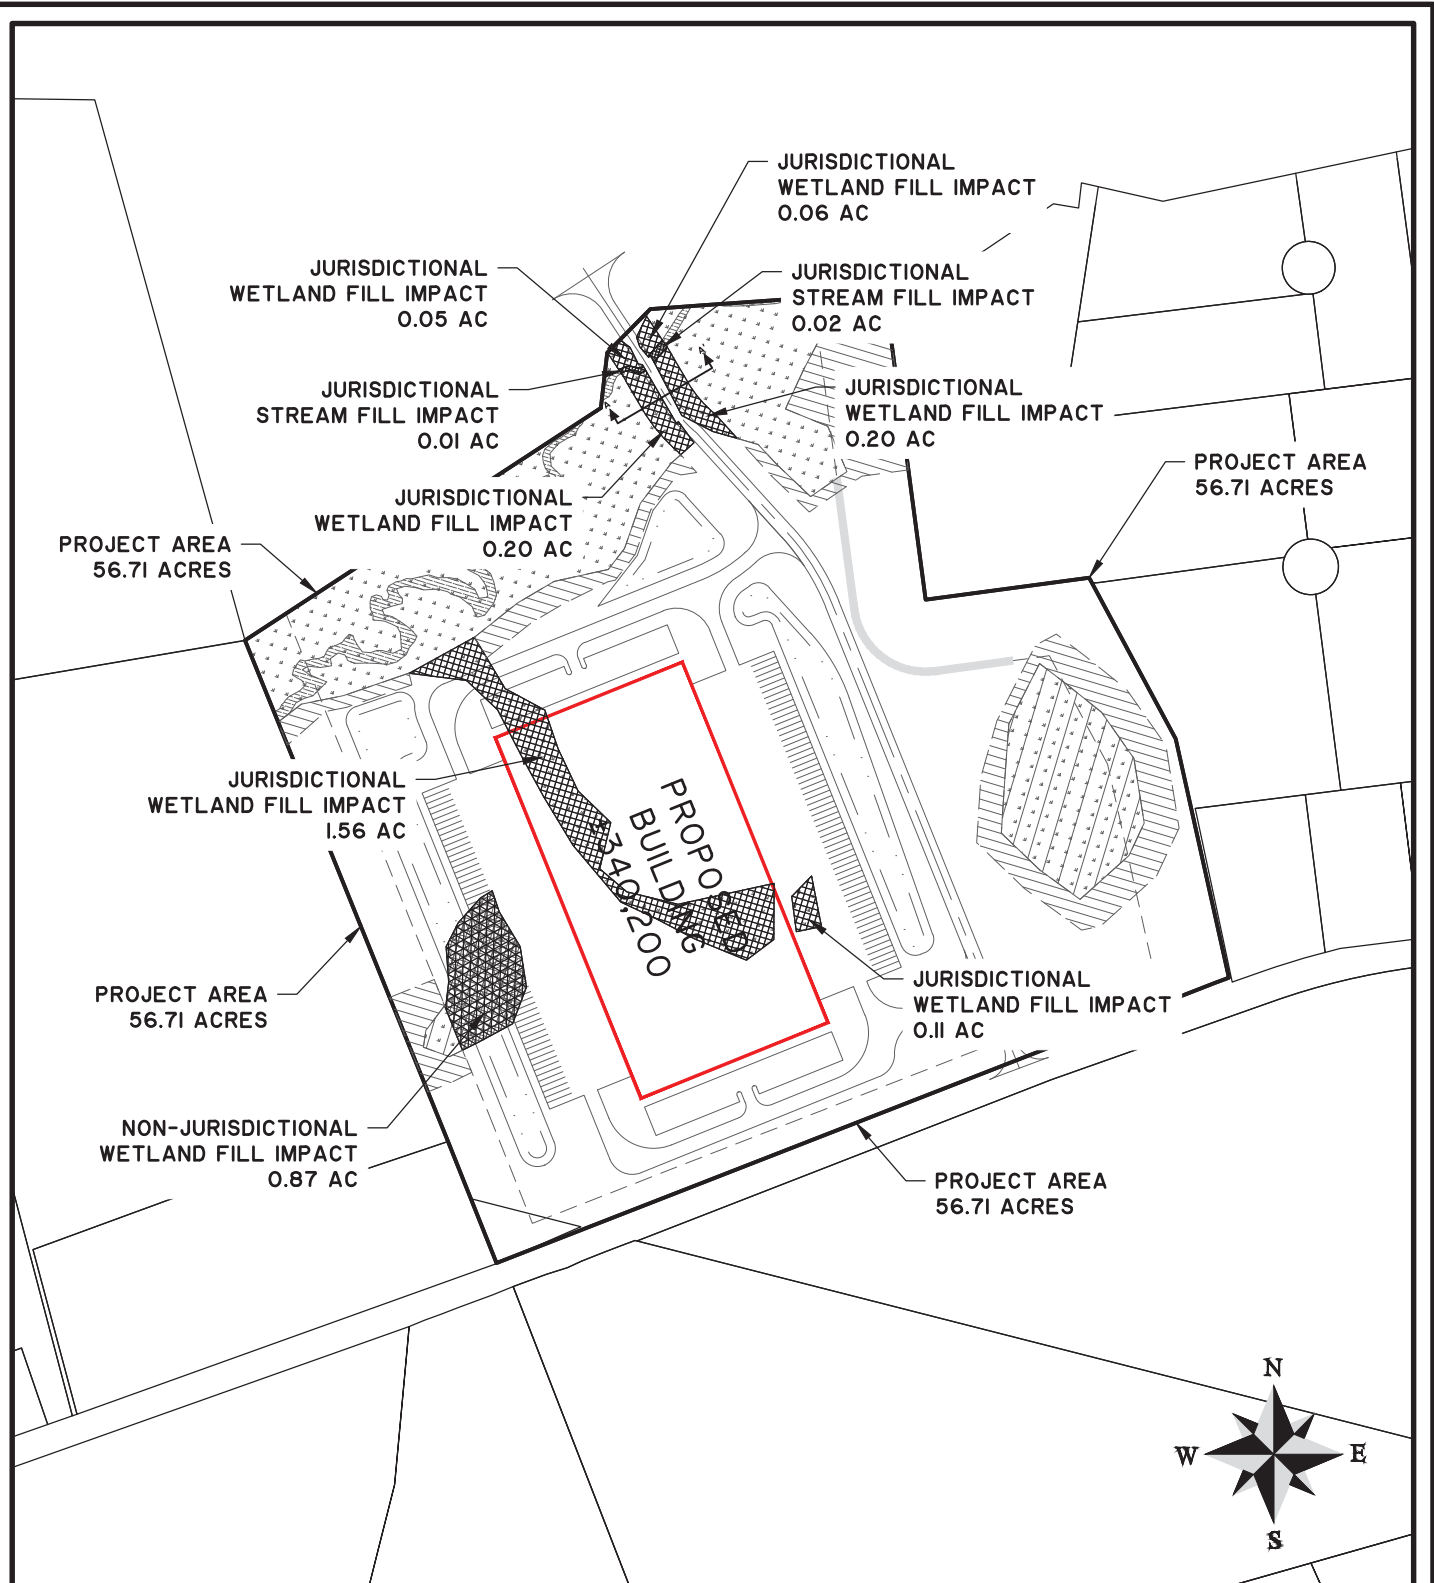 JURISDICTIONAL
WETLAND FILL IMPACT
0.06 AC
JURISDICTIONAL
WETLAND FILL IMPACT
0.05 AC
JURISDICTIONAL
STREAM FILL IMPACT
0.02 AC
JURISDICTIONAL
STREAM FILL IMPACT
0.01 AC
JURISDICTIONAL
WETLAND FILL IMPACT
0.20 AC
PROJECT AREA
56.71 ACRES
JURISDICTIONAL
WETLAND FILL IMPACT
0.20 AC
PROJECT AREA
56.71 ACRES
JURISDICTIONAL
WETLAND FILL IMPACT
1.56 AC
PROPOSED
BUILDING
±340,200
JURISDICTIONAL
WETLAND FILL IMPACT
0.11 AC
PROJECT AREA
56.71 ACRES
NON-JURISDICTIONAL
WETLAND FILL IMPACT
0.87 AC
PROJECT AREA
56.71 ACRES
N
W
E
S